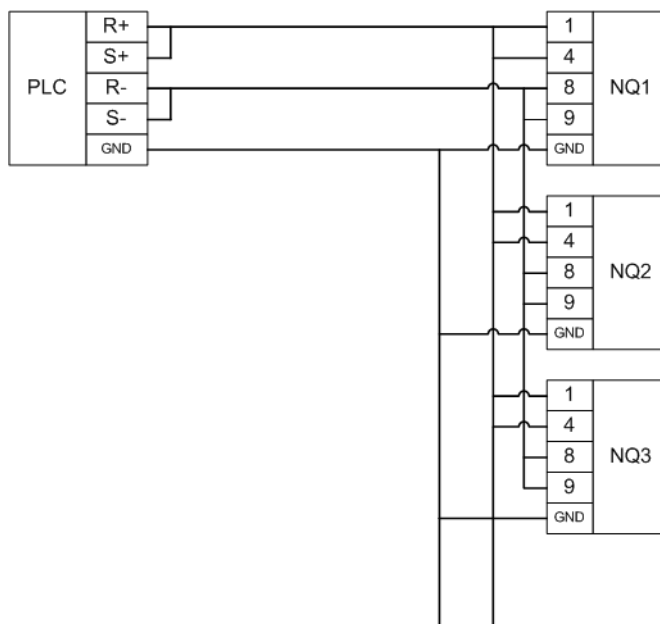 PLC
R+
S+
R-
S-
GND
1
4
8
9
GND
NQ1
1
4
8
9
GND
NQ2
1
4
8
9
GND
NQ3